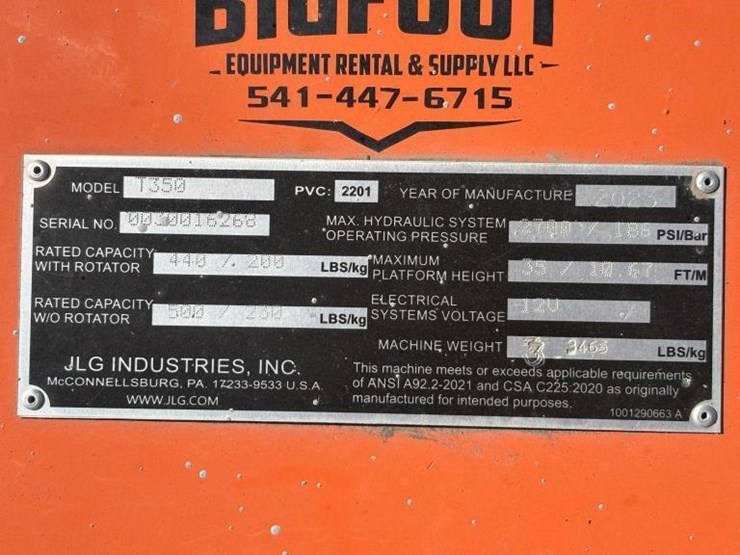 BIGFOOT
EQUIPMENT RENTAL & SUPPLY LLC
541-447-6715
MODEL T350
PVC: 2201
YEAR OF MANUFACTURE 2023
SERIAL NO. 0030016268
MAX. HYDRAULIC SYSTEM OPERATING PRESSURE 2700 / 186 PSI/Bar
RATED CAPACITY WITH ROTATOR 440 / 200 LBS/kg
MAXIMUM PLATFORM HEIGHT 35 / 10.67 FT/M
RATED CAPACITY W/O ROTATOR 500 / 230 LBS/kg
ELECTRICAL SYSTEMS VOLTAGE 12V /
MACHINE WEIGHT LBS/kg
JLG INDUSTRIES, INC.
McCONNELLSBURG, PA. 17233-9533 U.S.A.
WWW.JLG.COM
This machine meets or exceeds applicable requirements
of ANSI A92.2-2021 and CSA C225:2020 as originally
manufactured for intended purposes.
1001290663 A